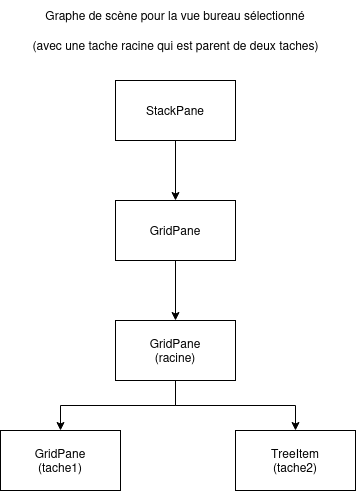 Graphe de scène pour la vue bureau sélectionné
(avec une tache racine qui est parent de deux taches)
StackPane
GridPane
GridPane
(racine)
GridPane
(tache1)
TreeItem
(tache2)